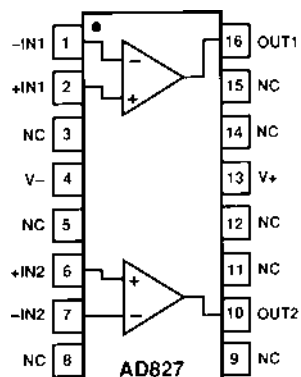 -IN1 1 16 OUT1
+IN1 2 15 NC
NC 3 14 NC
V- 4 13 V+
NC 5 12 NC
+IN2 6 11 NC
-IN2 7 10 OUT2
NC 8 9 NC
- +
+ -
AD827